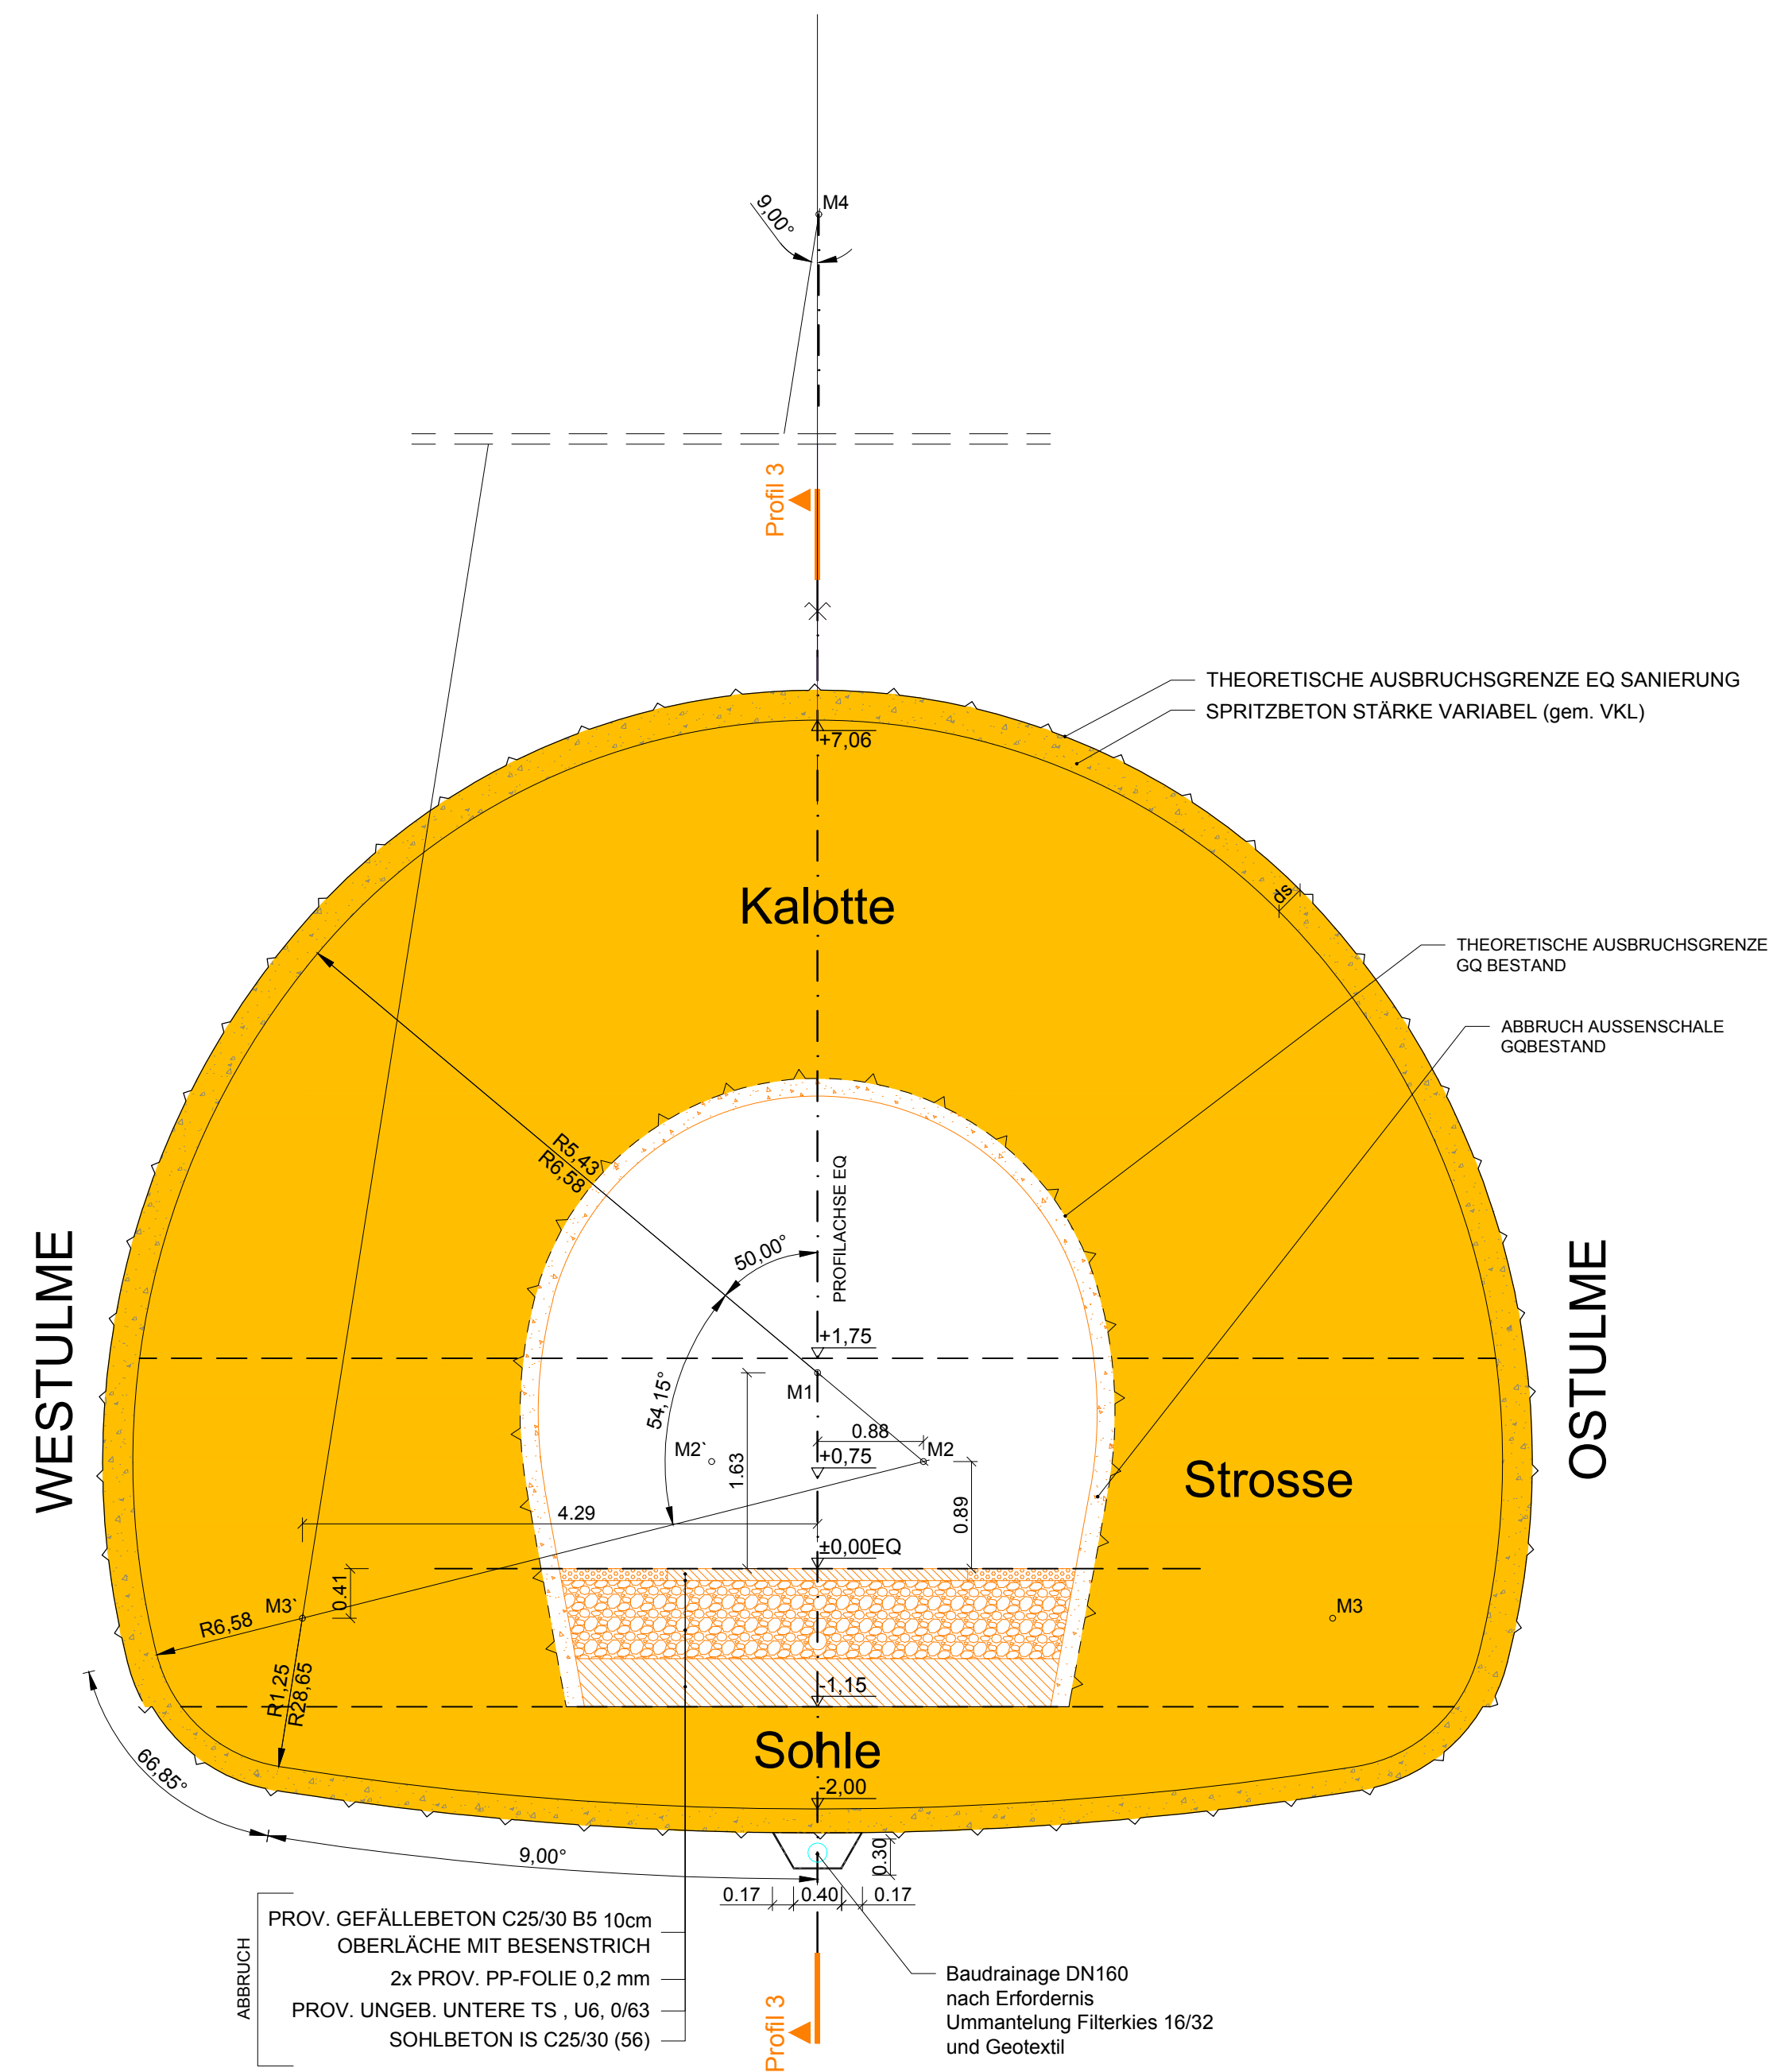 M4
9,00°
Profil 3
THEORETISCHE AUSBRUCHSGRENZE EQ SANIERUNG
SPRITZBETON STÄRKE VARIABEL (gem. VKL)
+7,06
Kalotte
ds
THEORETISCHE AUSBRUCHSGRENZE
GQ BESTAND
ABBRUCH AUSSENSCHALE
GQBESTAND
R5,43
R6,58
PROFILACHSE EQ
50,00°
WESTULME
OSTULME
+1,75
M1
54,15°
0.88
M2`
M2
1.63
+0,75
Strosse
4.29
0.89
±0,00EQ
0.41
M3`
M3
R6,58
R1,25
R28,65
-1,15
Sohle
66,85°
-2,00
9,00°
0.30
0.17
0.40
0.17
ABBRUCH
PROV. GEFÄLLEBETON C25/30 B5 10cm
OBERLÄCHE MIT BESENSTRICH
2x PROV. PP-FOLIE 0,2 mm
PROV. UNGEB. UNTERE TS , U6, 0/63
SOHLBETON IS C25/30 (56)
Baudrainage DN160
nach Erfordernis
Ummantelung Filterkies 16/32
und Geotextil
Profil 3